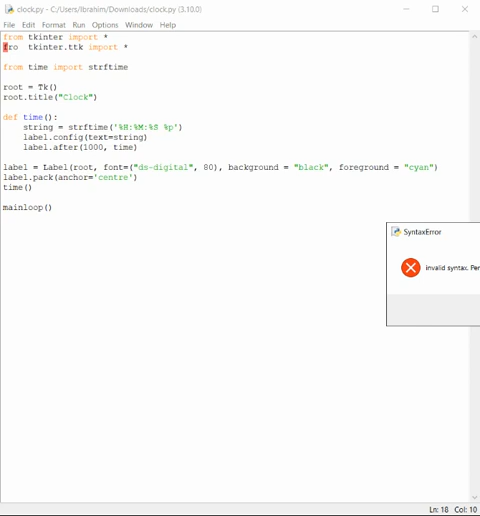 clock.py - C:/Users/Ibrahim/Downloads/clock.py (3.10.0)
File Edit Format Run Options Window Help
from tkinter import *
fro tkinter.ttk import *
from time import strftime
root = Tk()
root.title("Clock")
def time():
    string = strftime('%H:%M:%S %p')
    label.config(text=string)
    label.after(1000, time)
label = Label(root, font=("ds-digital", 80), background = "black", foreground = "cyan")
label.pack(anchor='centre')
time()
mainloop()
SyntaxError
invalid syntax. Per
Ln: 18 Col: 10